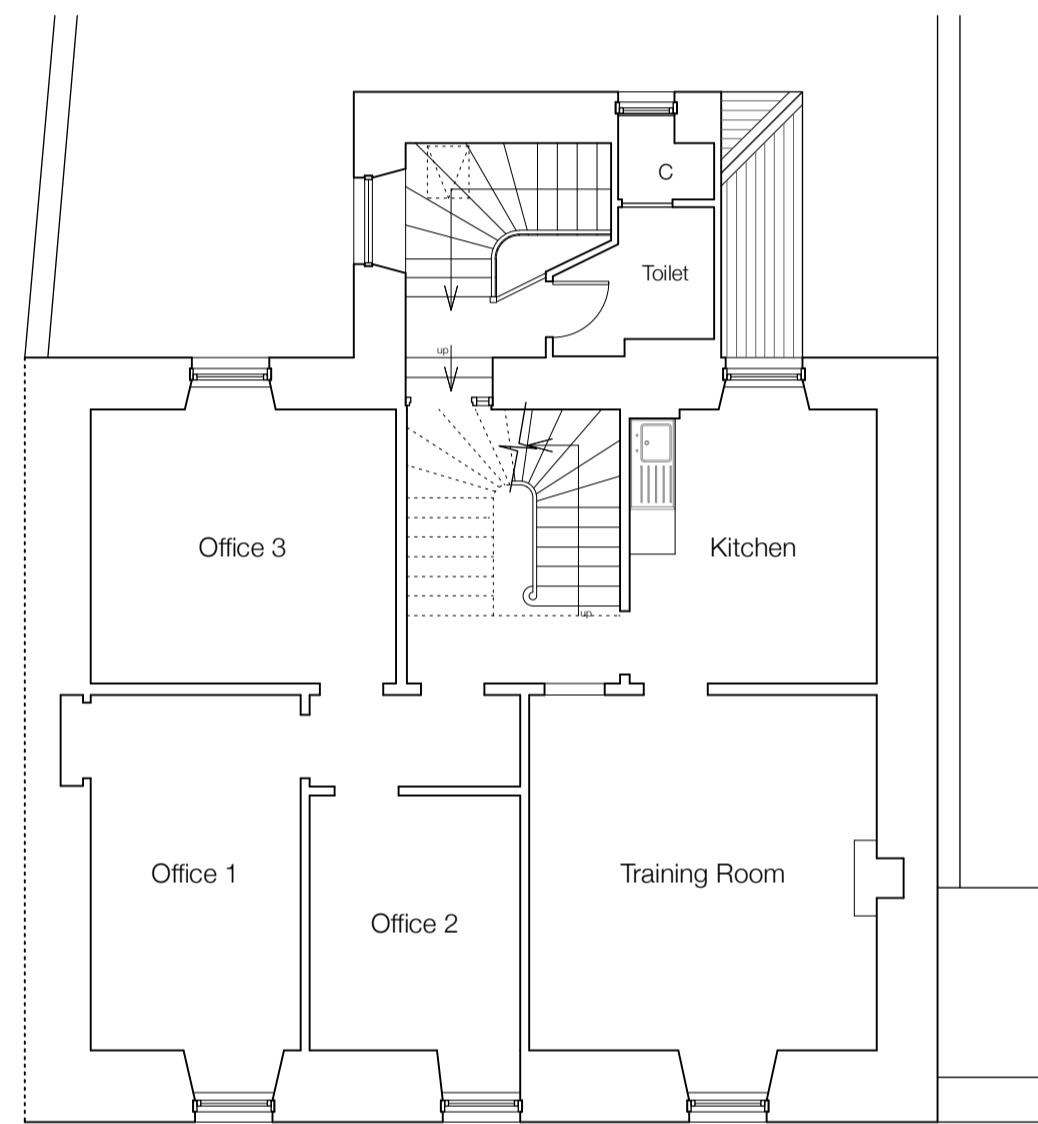 C
Toilet
up
Office 3
Kitchen
up
Office 1
Training Room
Office 2